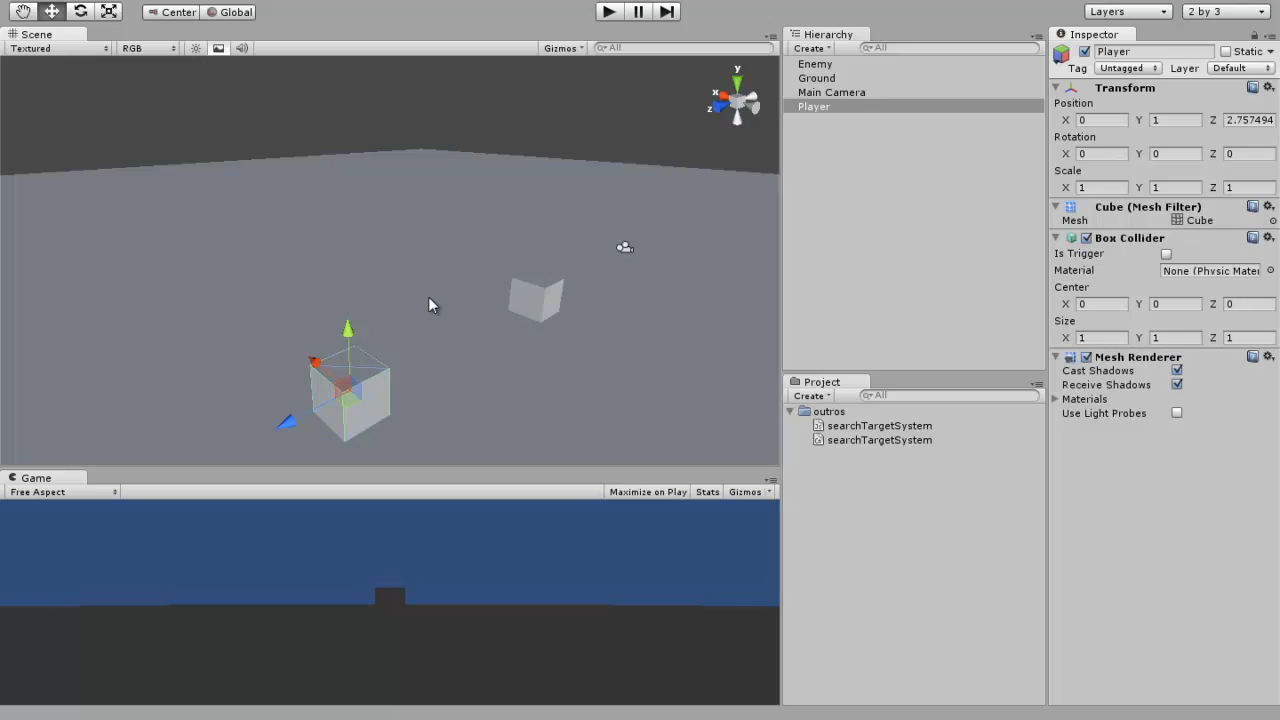 Center Global
Layers 2 by 3
Scene
Textured RGB Gizmos All
y
x
z
Game
Free Aspect Maximize on Play Stats Gizmos
Hierarchy
Create All
Enemy
Ground
Main Camera
Player
Project
Create All
outros
searchTargetSystem
searchTargetSystem
Inspector
Player Static
Tag Untagged Layer Default
Transform
Position
X 0 Y 1 Z 2.757494
Rotation
X 0 Y 0 Z 0
Scale
X 1 Y 1 Z 1
Cube (Mesh Filter)
Mesh Cube
Box Collider
Is Trigger
Material None (Physic Mater
Center
X 0 Y 0 Z 0
Size
X 1 Y 1 Z 1
Mesh Renderer
Cast Shadows
Receive Shadows
Materials
Use Light Probes